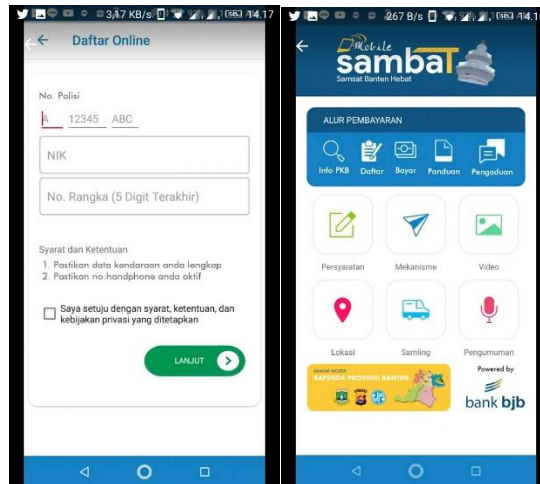 3,17 KB/s
14.17
Daftar Online
No. Polisi
A 12345 ABC
NIK
No. Rangka (5 Digit Terakhir)
Syarat dan Ketentuan
1. Pastikan data kendaraan anda lengkap
2. Pastikan no.handphone anda aktif
Saya setuju dengan syarat, ketentuan, dan
kebijakan privasi yang ditetapkan
LANJUT
267 B/s
Mobile
sambaT
Samsat Banten Hebat
ALUR PEMBAYARAN
Info PKB Daftar Bayar Panduan Pengaduan
Persyaratan Mekanisme Video
Lokasi Samling Pengumuman
SAMSAT MOBILE
BAPENDA PROVINSI BANTEN
Powered by
bank bjb